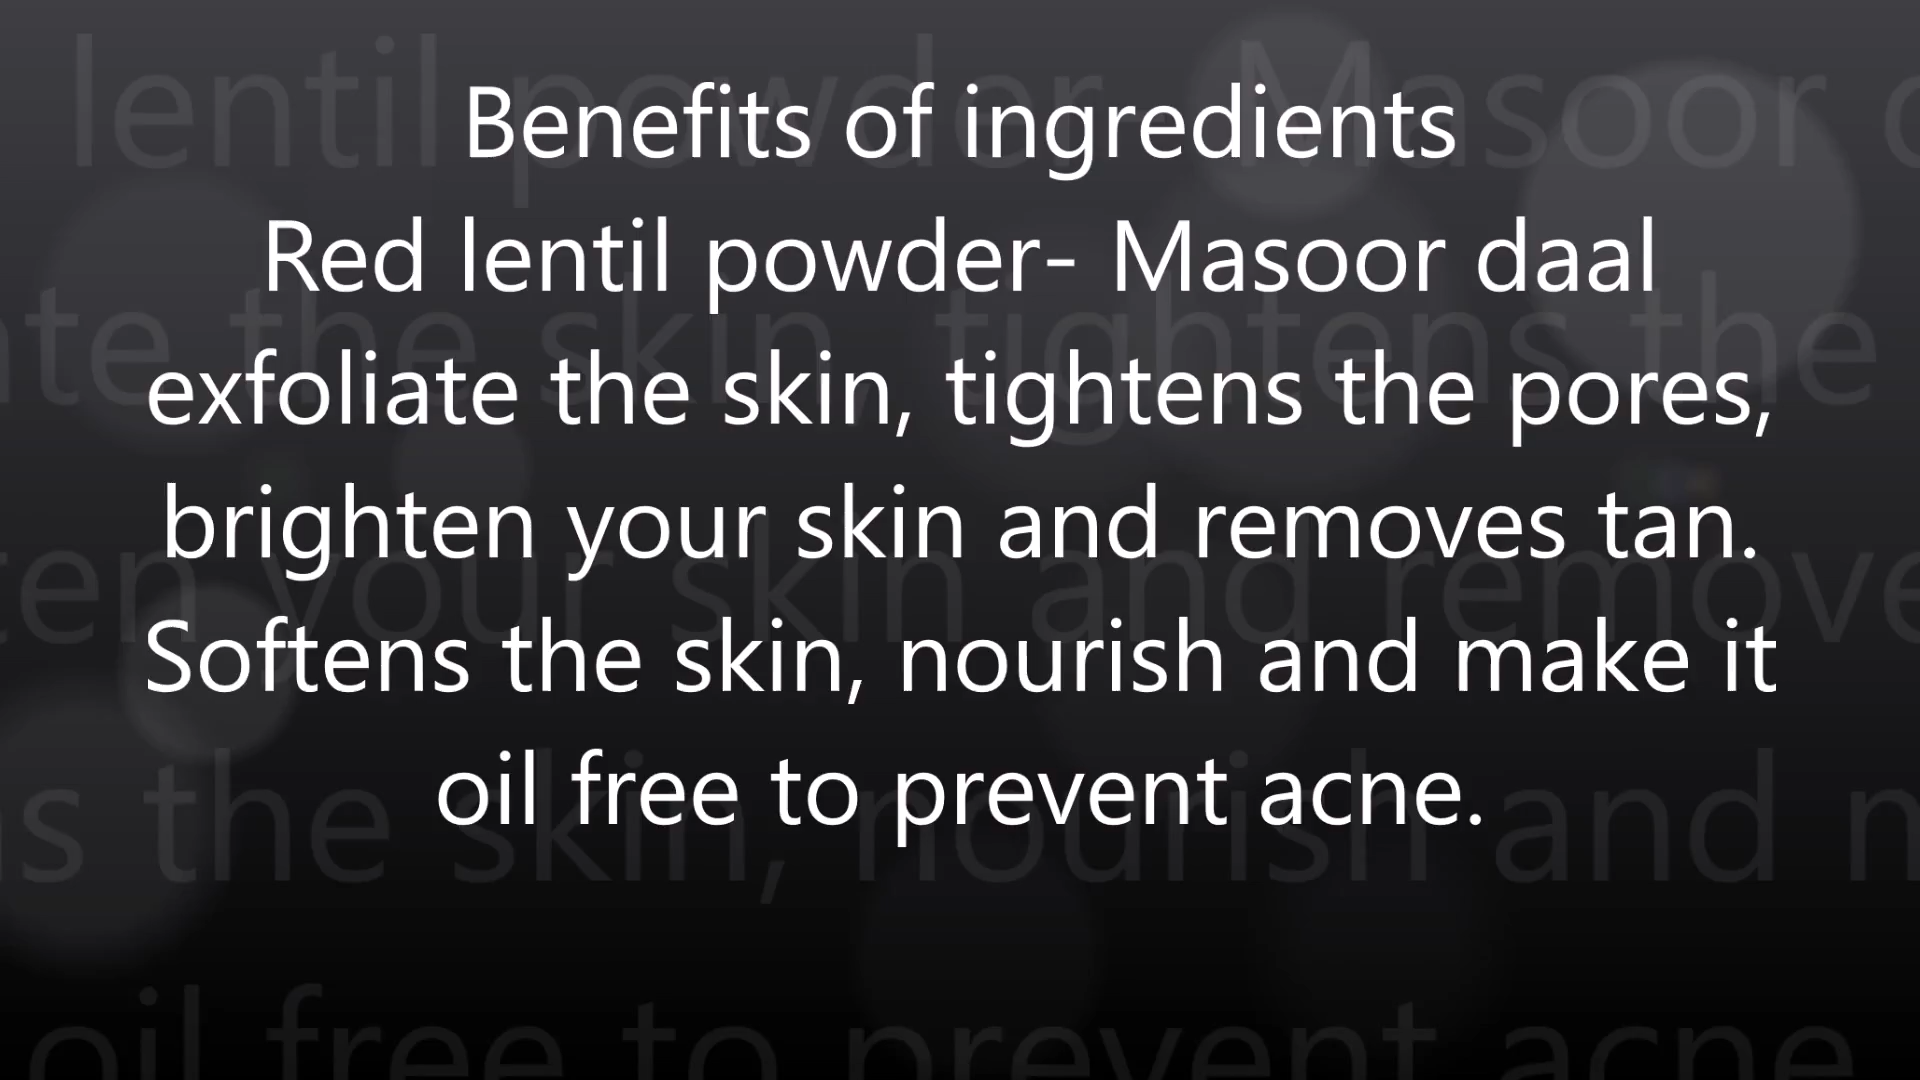 Benefits of ingredients
Red lentil powder- Masoor daal
exfoliate the skin, tightens the pores,
brighten your skin and removes tan.
Softens the skin, nourish and make it
oil free to prevent acne.